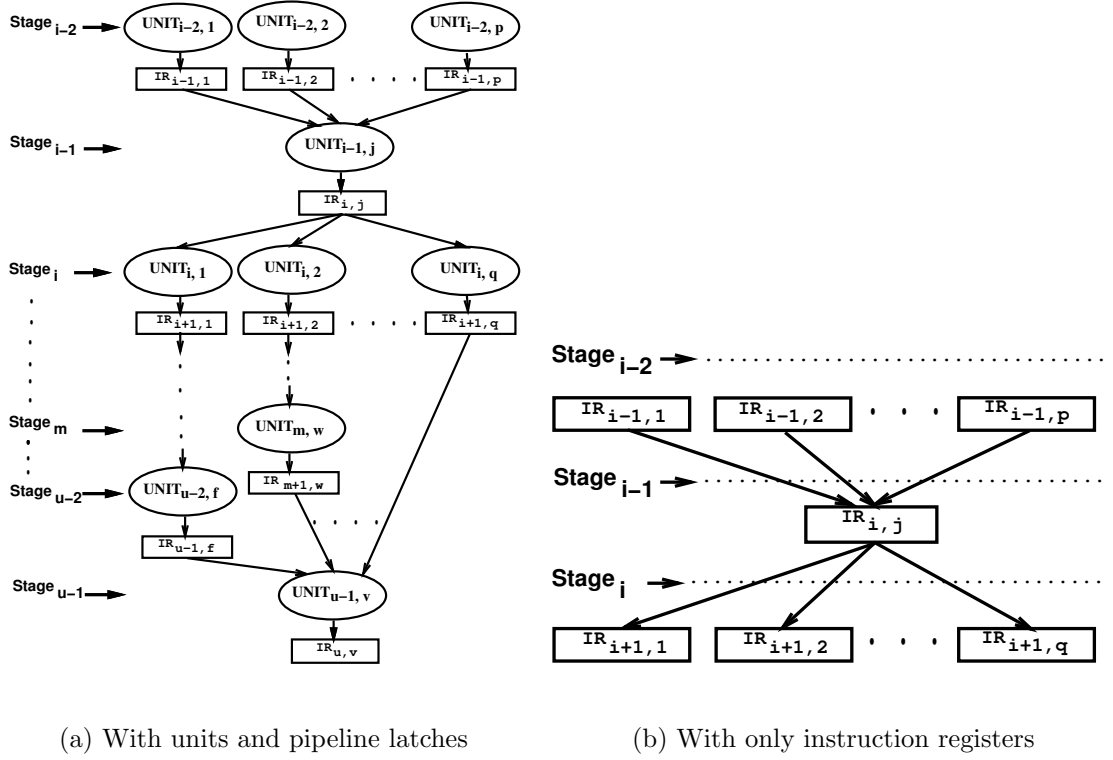 Stage i−2 UNIT i−2, 1 UNIT i−2, 2 UNIT i−2, p
IR i−1,1 IR i−1,2 . . . . . IR i−1,p
Stage i−1 UNIT i−1, j
IR i,j
Stage i UNIT i, 1 UNIT i, 2 UNIT i, q
IR i+1,1 IR i+1,2 . . . . . IR i+1,q
Stage m UNIT m, w
IR m+1,w
Stage u−2 UNIT u−2, f
IR u−1,f
Stage u−1 UNIT u−1, v
IR u,v
(a) With units and pipeline latches
Stage i−2
IR i−1,1 IR i−1,2 . . . IR i−1,p
Stage i−1
IR i,j
Stage i
IR i+1,1 IR i+1,2 . . . IR i+1,q
(b) With only instruction registers